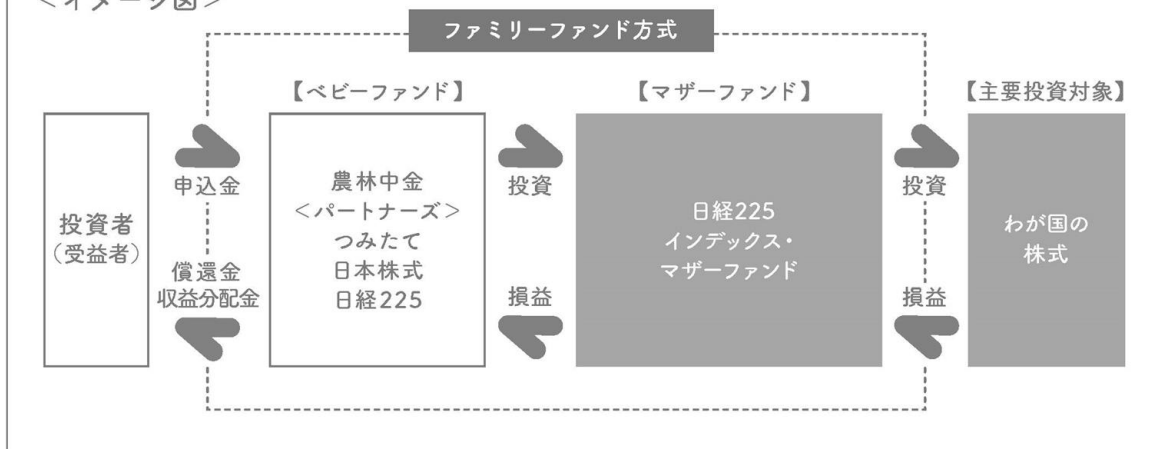 <イメージ図>
ファミリーファンド方式
【ベビーファンド】
【マザーファンド】
【主要投資対象】
投資者
(受益者)
申込金
償還金
収益分配金
農林中金
<パートナーズ>
つみたて
日本株式
日経225
投資
損益
日経225
インデックス・
マザーファンド
投資
損益
わが国の
株式